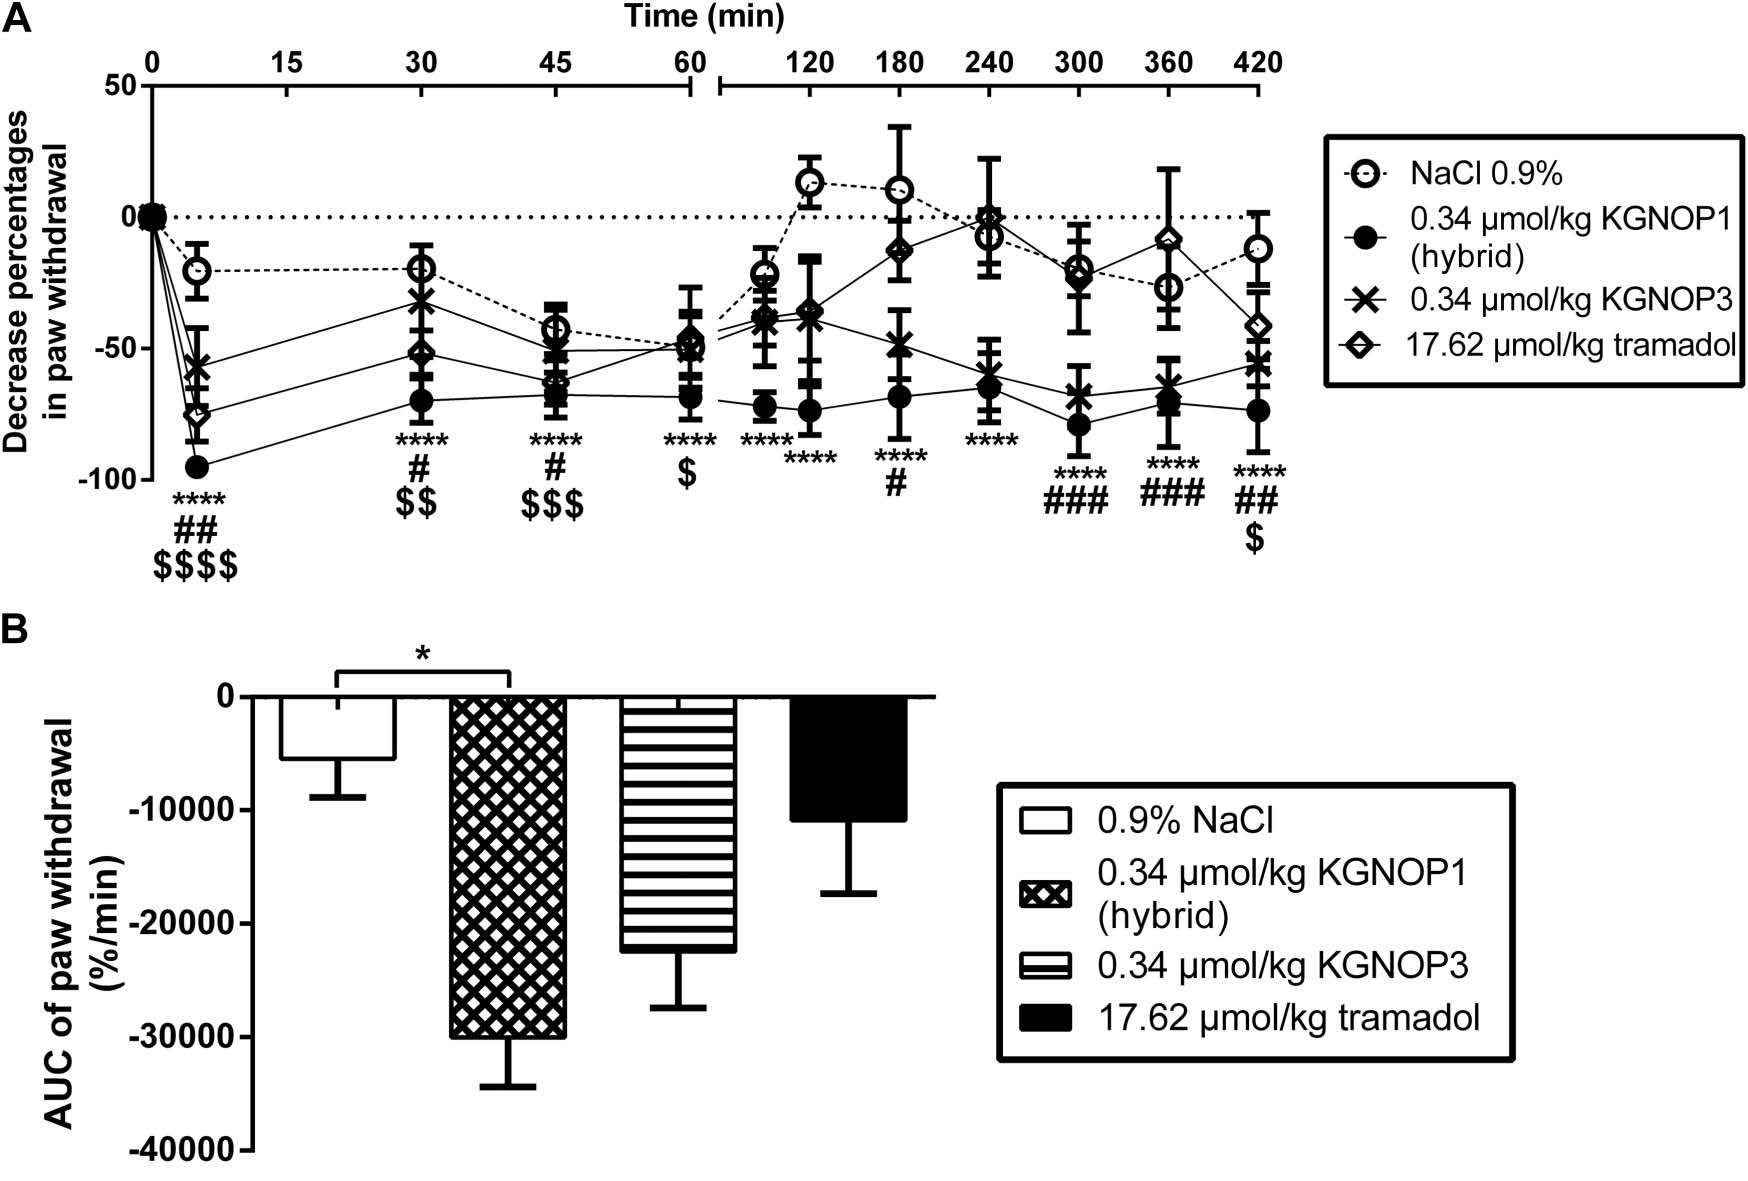 A
Time (min)
0 15 30 45 60 120 180 240 300 360 420
50
0
-50
-100
Decrease percentages
in paw withdrawal
NaCl 0.9%
0.34 µmol/kg KGNOP1
(hybrid)
0.34 µmol/kg KGNOP3
17.62 µmol/kg tramadol
**** **** **** **** **** **** **** **** **** **** ****
## # # # ### ### ##
$$$$ $$ $$$ $ $
B
*
0
-10000
-20000
-30000
-40000
AUC of paw withdrawal
(%/min)
0.9% NaCl
0.34 µmol/kg KGNOP1
(hybrid)
0.34 µmol/kg KGNOP3
17.62 µmol/kg tramadol